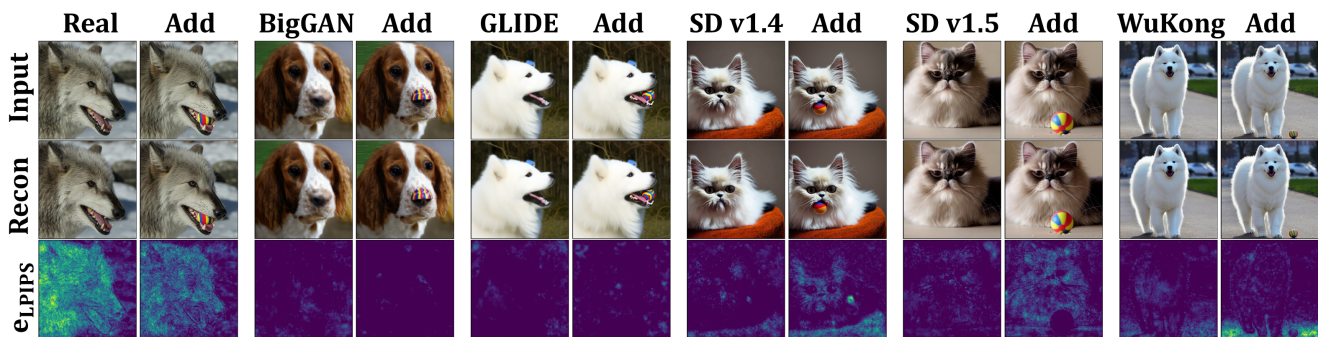 Real Add BigGAN Add GLIDE Add SD v1.4 Add SD v1.5 Add WuKong Add
Input
Recon
eLPIPS